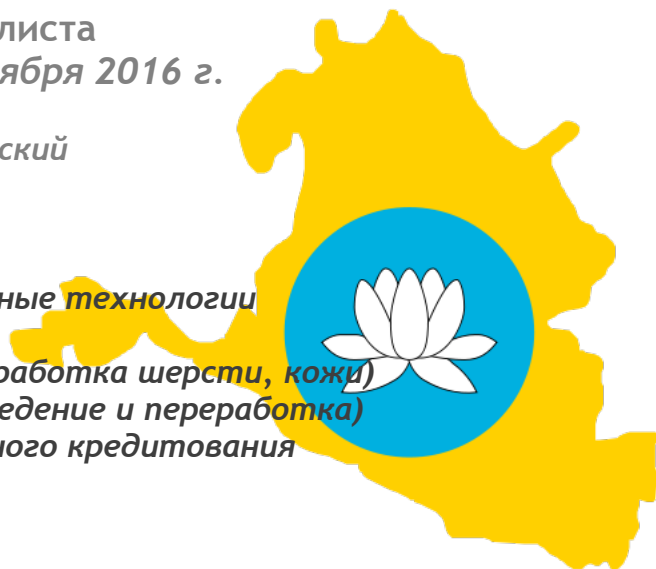 листа
ября 2016 г.
ский
ные технологии
работка шерсти, кожи)
едение и переработка)
ного кредитования